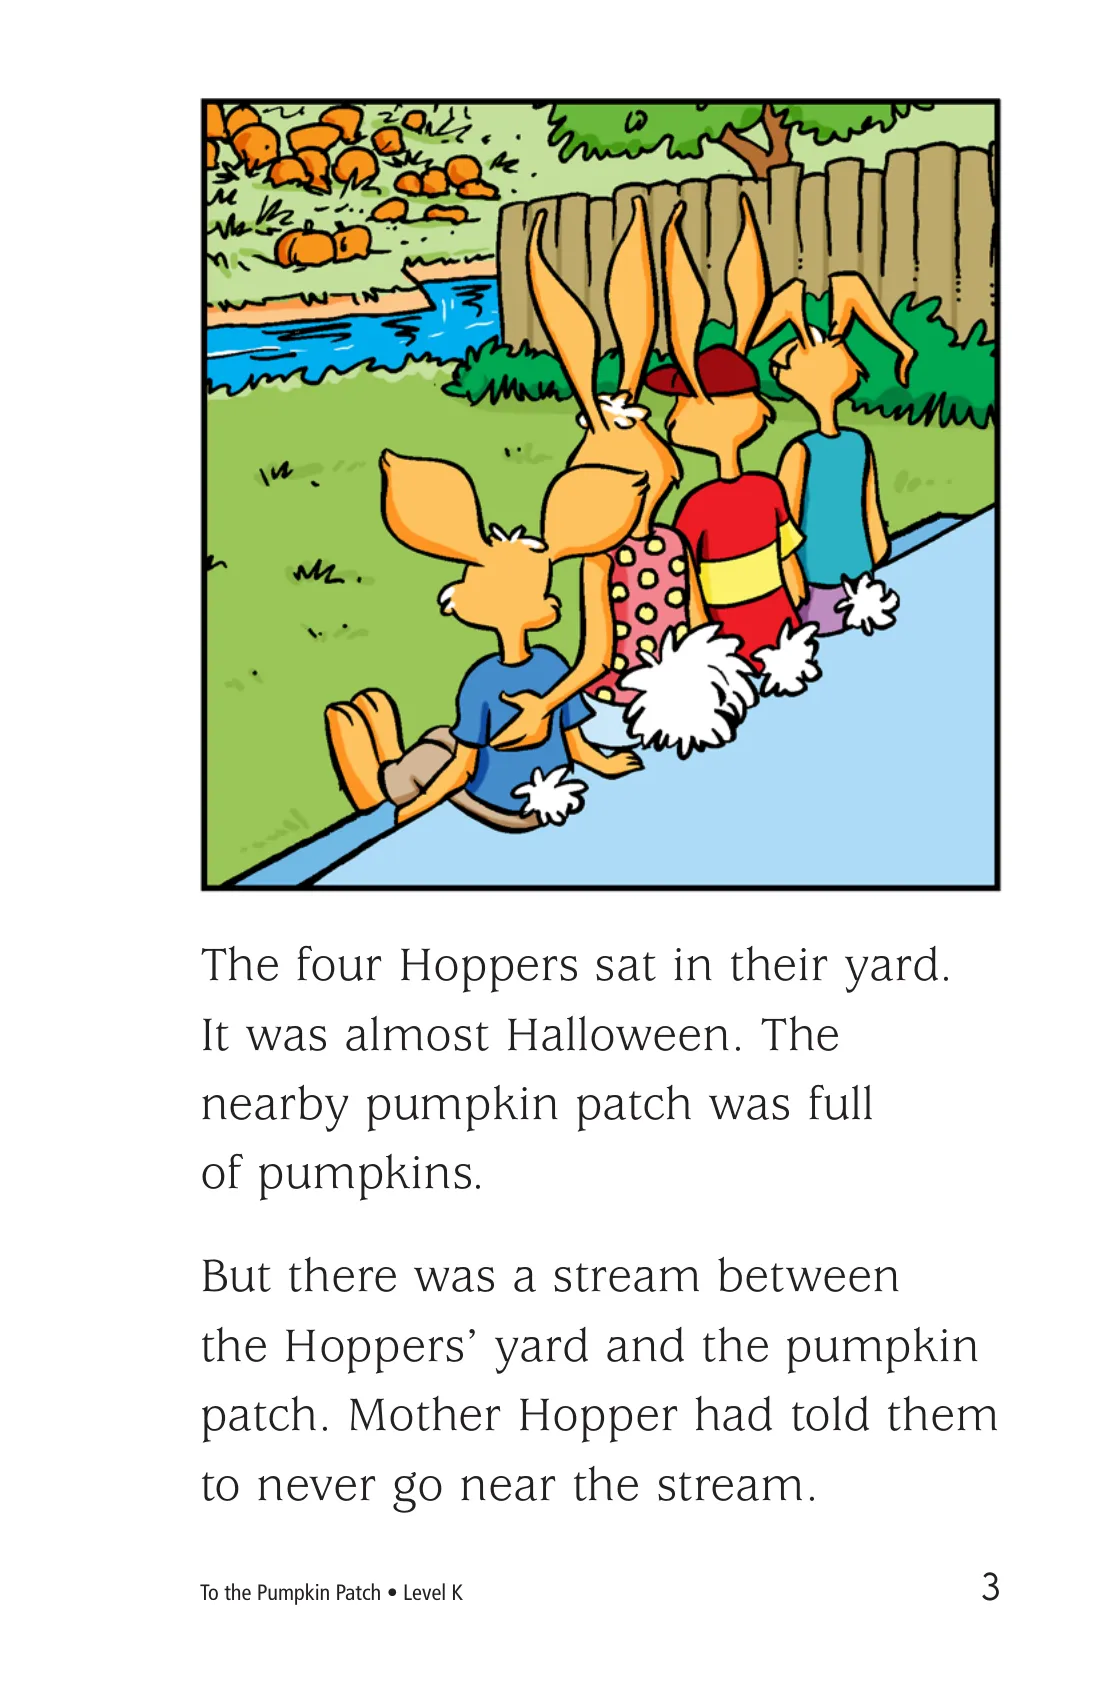 The four Hoppers sat in their yard.
It was almost Halloween. The
nearby pumpkin patch was full
of pumpkins.
But there was a stream between
the Hoppers’ yard and the pumpkin
patch. Mother Hopper had told them
to never go near the stream.
To the Pumpkin Patch • Level K
3